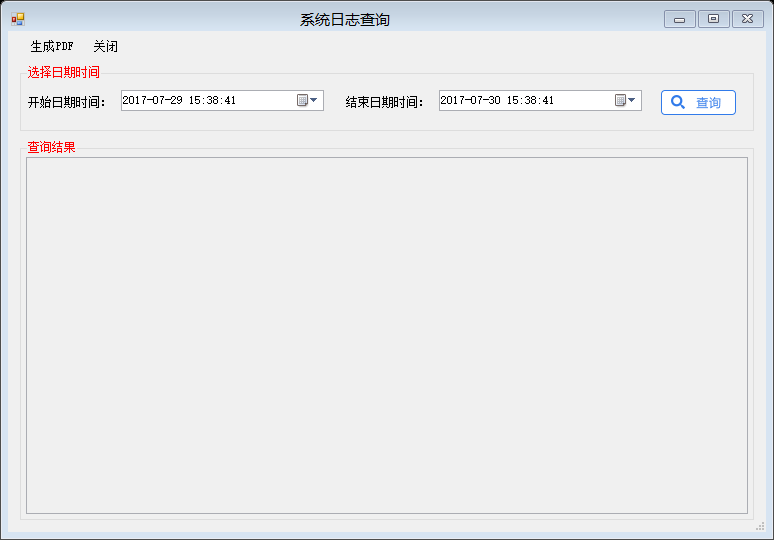 系统日志查询
生成PDF 关闭
选择日期时间
开始日期时间： 2017-07-29 15:38:41 结束日期时间： 2017-07-30 15:38:41 查询
查询结果